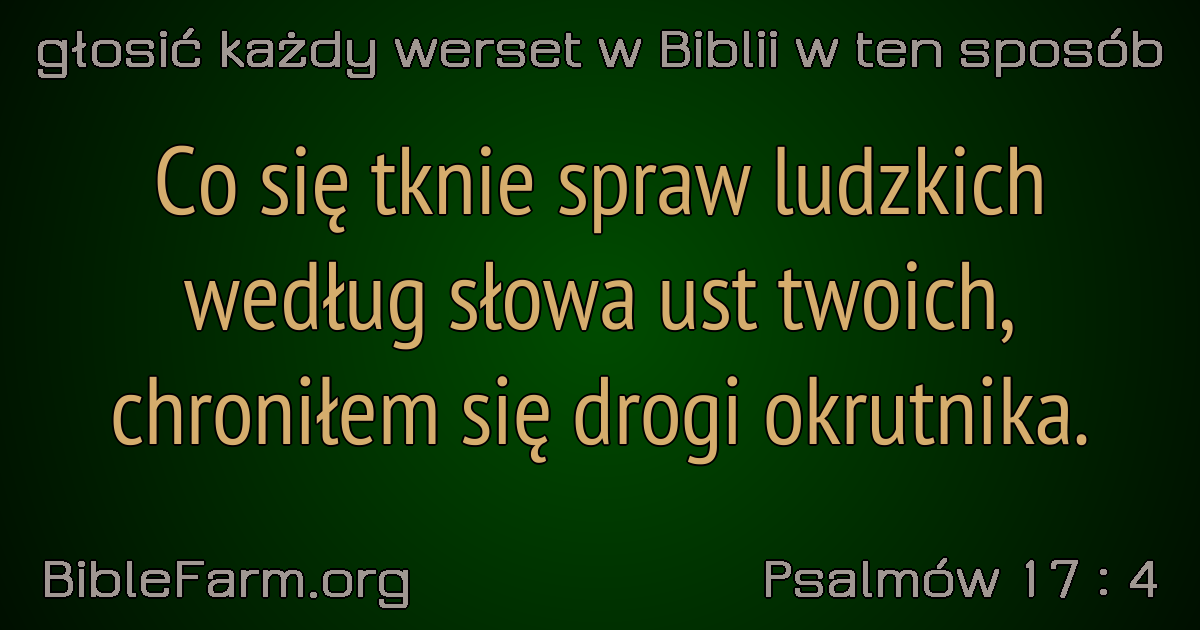 głosić każdy werset w Biblii w ten sposób
Co się tknie spraw ludzkich
według słowa ust twoich,
chroniłem się drogi okrutnika.
BibleFarm.org
Psalmów 17 : 4